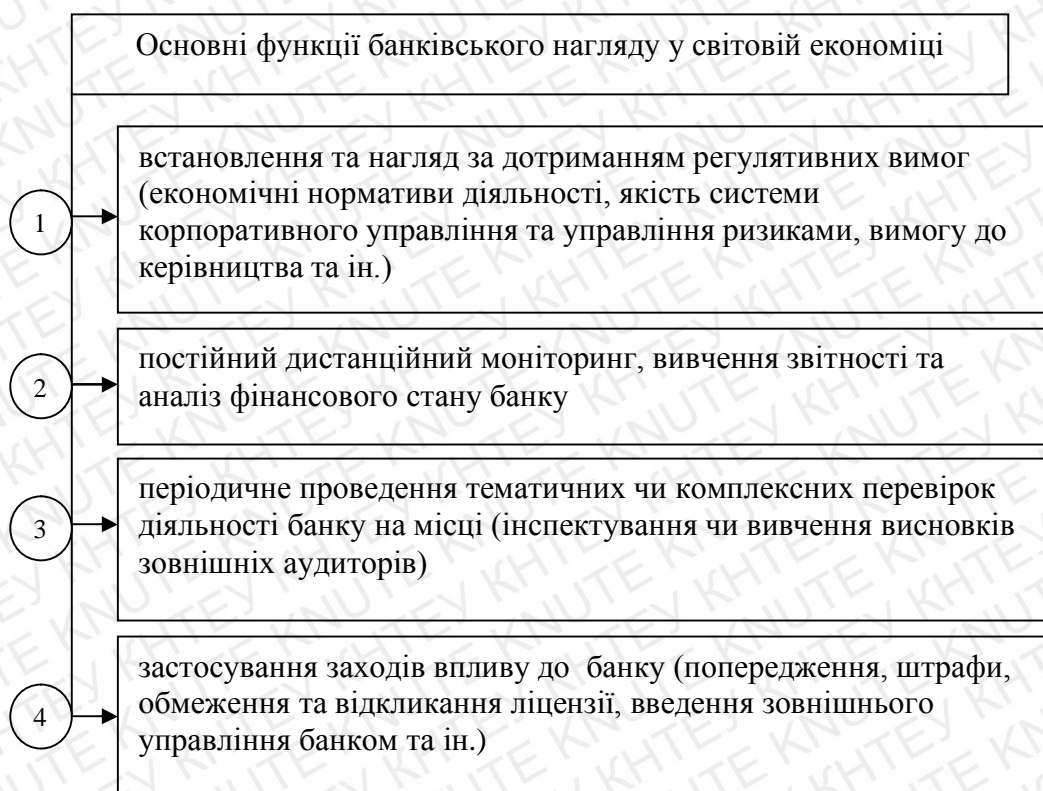 Основні функції банківського нагляду у світовій економіці
встановлення та нагляд за дотриманням регулятивних вимог
(економічні нормативи діяльності, якість системи
корпоративного управління та управління ризиками, вимогу до
керівництва та ін.)
1
постійний дистанційний моніторинг, вивчення звітності та
аналіз фінансового стану банку
2
періодичне проведення тематичних чи комплексних перевірок
діяльності банку на місці (інспектування чи вивчення висновків
зовнішніх аудиторів)
3
застосування заходів впливу до банку (попередження, штрафи,
обмеження та відкликання ліцензії, введення зовнішнього
управління банком та ін.)
4